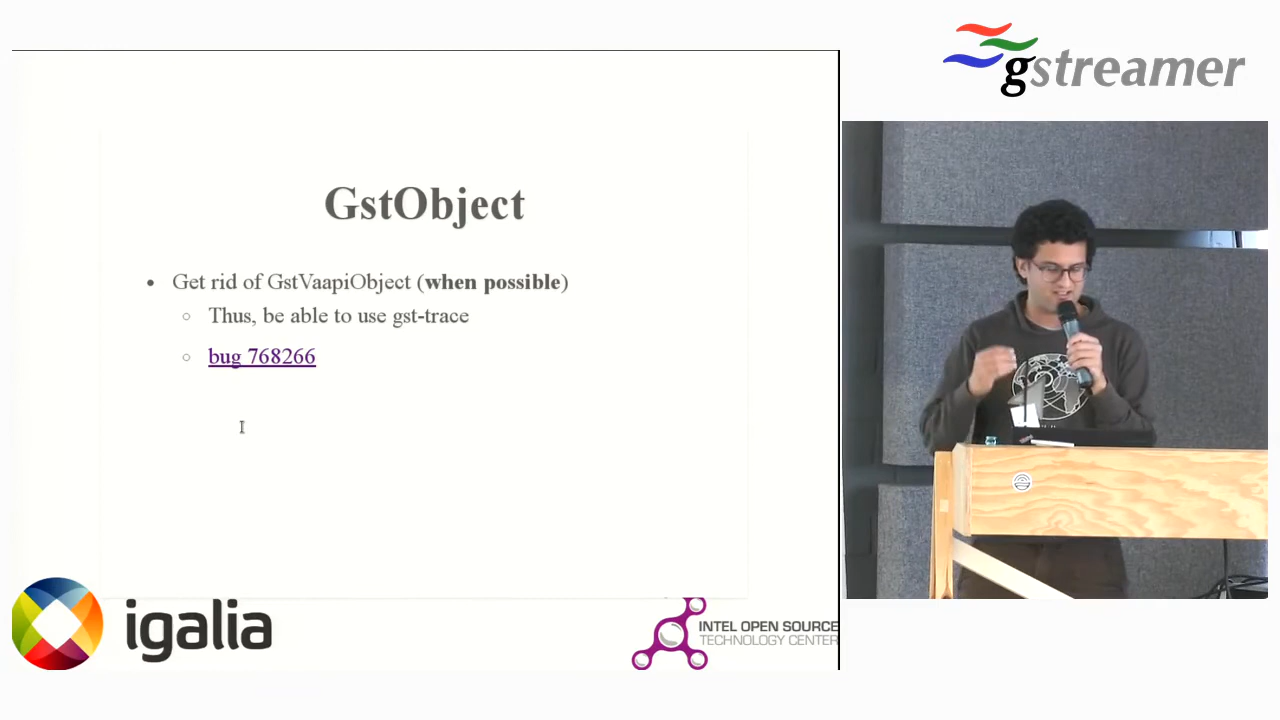 gstreamer
GstObject
Get rid of GstVaapiObject (when possible)
Thus, be able to use gst-trace
bug 768266
igalia
INTEL OPEN SOURCE
TECHNOLOGY CENTER